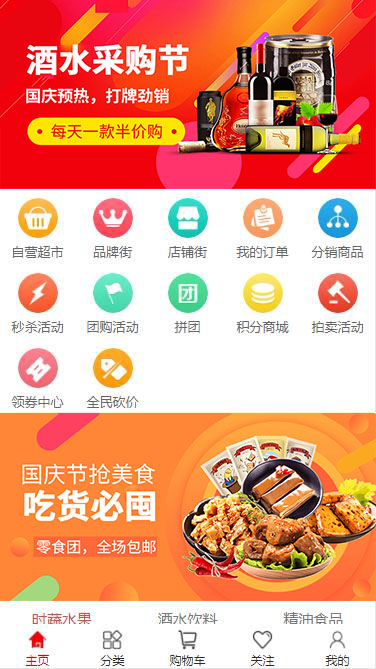 酒水采购节
国庆预热，打牌劲销
每天一款半价购
自营超市 品牌街 店铺街 我的订单 分销商品
秒杀活动 团购活动 团 拼团 积分商城 拍卖活动
领券中心 全民砍价
国庆节抢美食
吃货必囤
零食团，全场包邮
时蔬水果 酒水饮料 精油食品
主页 分类 购物车 关注 我的